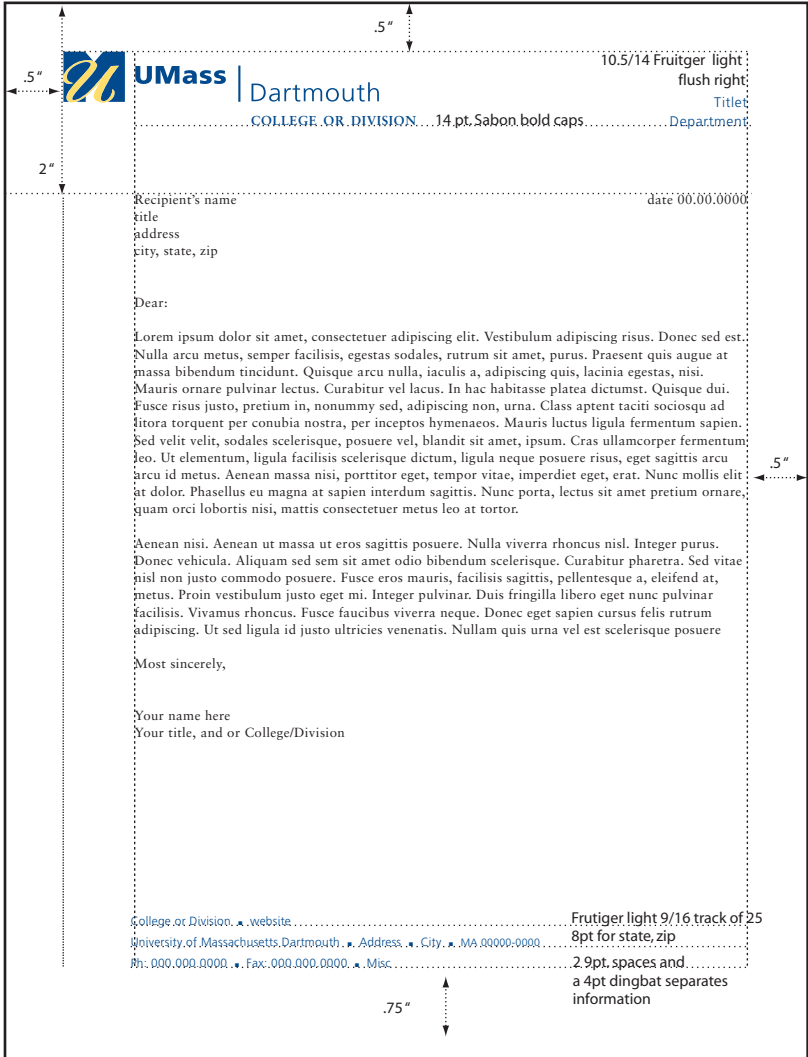 .5"
.5"
10.5/14 Fruitger light
flush right
UMass
Dartmouth
Titlet
COLLEGE OR DIVISION
14 pt. Sabon bold caps
Department
2"
Recipient's name
date 00.00.0000
title
address
city, state, zip
Dear:
Lorem ipsum dolor sit amet, consectetuer adipiscing elit. Vestibulum adipiscing risus. Donec sed est.
Nulla arcu metus, semper facilisis, egestas sodales, rutrum sit amet, purus. Praesent quis augue at
massa bibendum tincidunt. Quisque arcu nulla, iaculis a, adipiscing quis, lacinia egestas, nisi.
Mauris ornare pulvinar lectus. Curabitur vel lacus. In hac habitasse platea dictumst. Quisque dui.
Fusce risus justo, pretium in, nonummy sed, adipiscing non, urna. Class aptent taciti sociosqu ad
litora torquent per conubia nostra, per inceptos hymenaeos. Mauris luctus ligula fermentum sapien.
Sed velit velit, sodales scelerisque, posuere vel, blandit sit amet, ipsum. Cras ullamcorper fermentum
leo. Ut elementum, ligula facilisis scelerisque dictum, ligula neque posuere risus, eget sagittis arcu
arcu id metus. Aenean massa nisi, porttitor eget, tempor vitae, imperdiet eget, erat. Nunc mollis elit
.5"
at dolor. Phasellus eu magna at sapien interdum sagittis. Nunc porta, lectus sit amet pretium ornare,
quam orci lobortis nisi, mattis consectetuer metus leo at tortor.
Aenean nisi. Aenean ut massa ut eros sagittis posuere. Nulla viverra rhoncus nisl. Integer purus.
Donec vehicula. Aliquam sed sem sit amet odio bibendum scelerisque. Curabitur pharetra. Sed vitae
nisl non justo commodo posuere. Fusce eros mauris, facilisis sagittis, pellentesque a, eleifend at,
metus. Proin vestibulum justo eget mi. Integer pulvinar. Duis fringilla libero eget nunc pulvinar
facilisis. Vivamus rhoncus. Fusce faucibus viverra neque. Donec eget sapien cursus felis rutrum
adipiscing. Ut sed ligula id justo ultricies venenatis. Nullam quis urna vel est scelerisque posuere
Most sincerely,
Your name here
Your title, and or College/Division
College or Division ▪ website
Frutiger light 9/16 track of 25
University of Massachusetts Dartmouth ▪ Address ▪ City ▪ MA 00000-0000
8pt for state, zip
Ph: 000.000.0000 ▪ Fax: 000.000.0000 ▪ Misc
2 9pt. spaces and
a 4pt dingbat separates
information
.75"